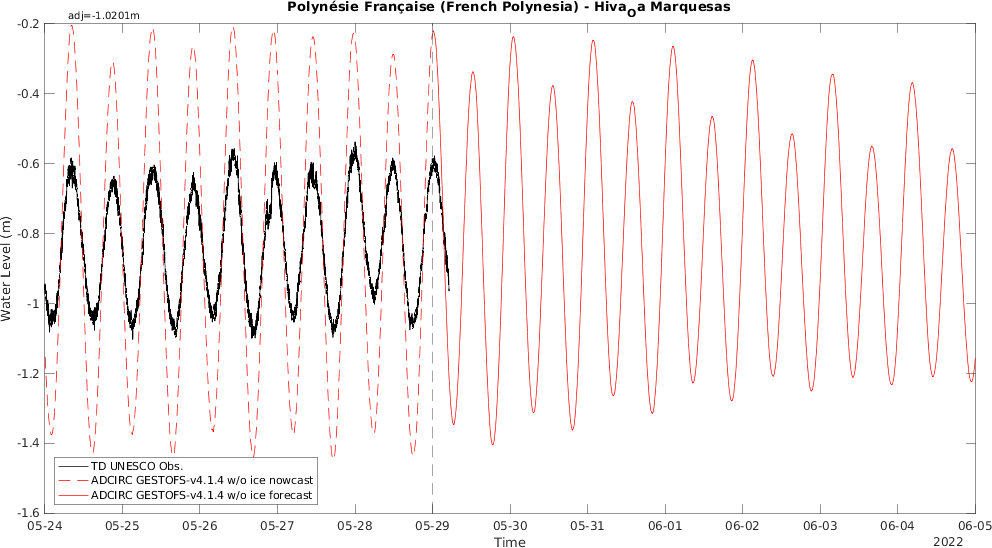 Polynésie Française (French Polynesia) - Hiva_Oa Marquesas
adj=-1.0201m
-0.2
-0.4
-0.6
-0.8
-1
-1.2
-1.4
-1.6
Water Level (m)
TD UNESCO Obs.
ADCIRC GESTOFS-v4.1.4 w/o ice nowcast
ADCIRC GESTOFS-v4.1.4 w/o ice forecast
05-24 05-25 05-26 05-27 05-28 05-29 05-30 05-31 06-01 06-02 06-03 06-04 06-05
Time
2022